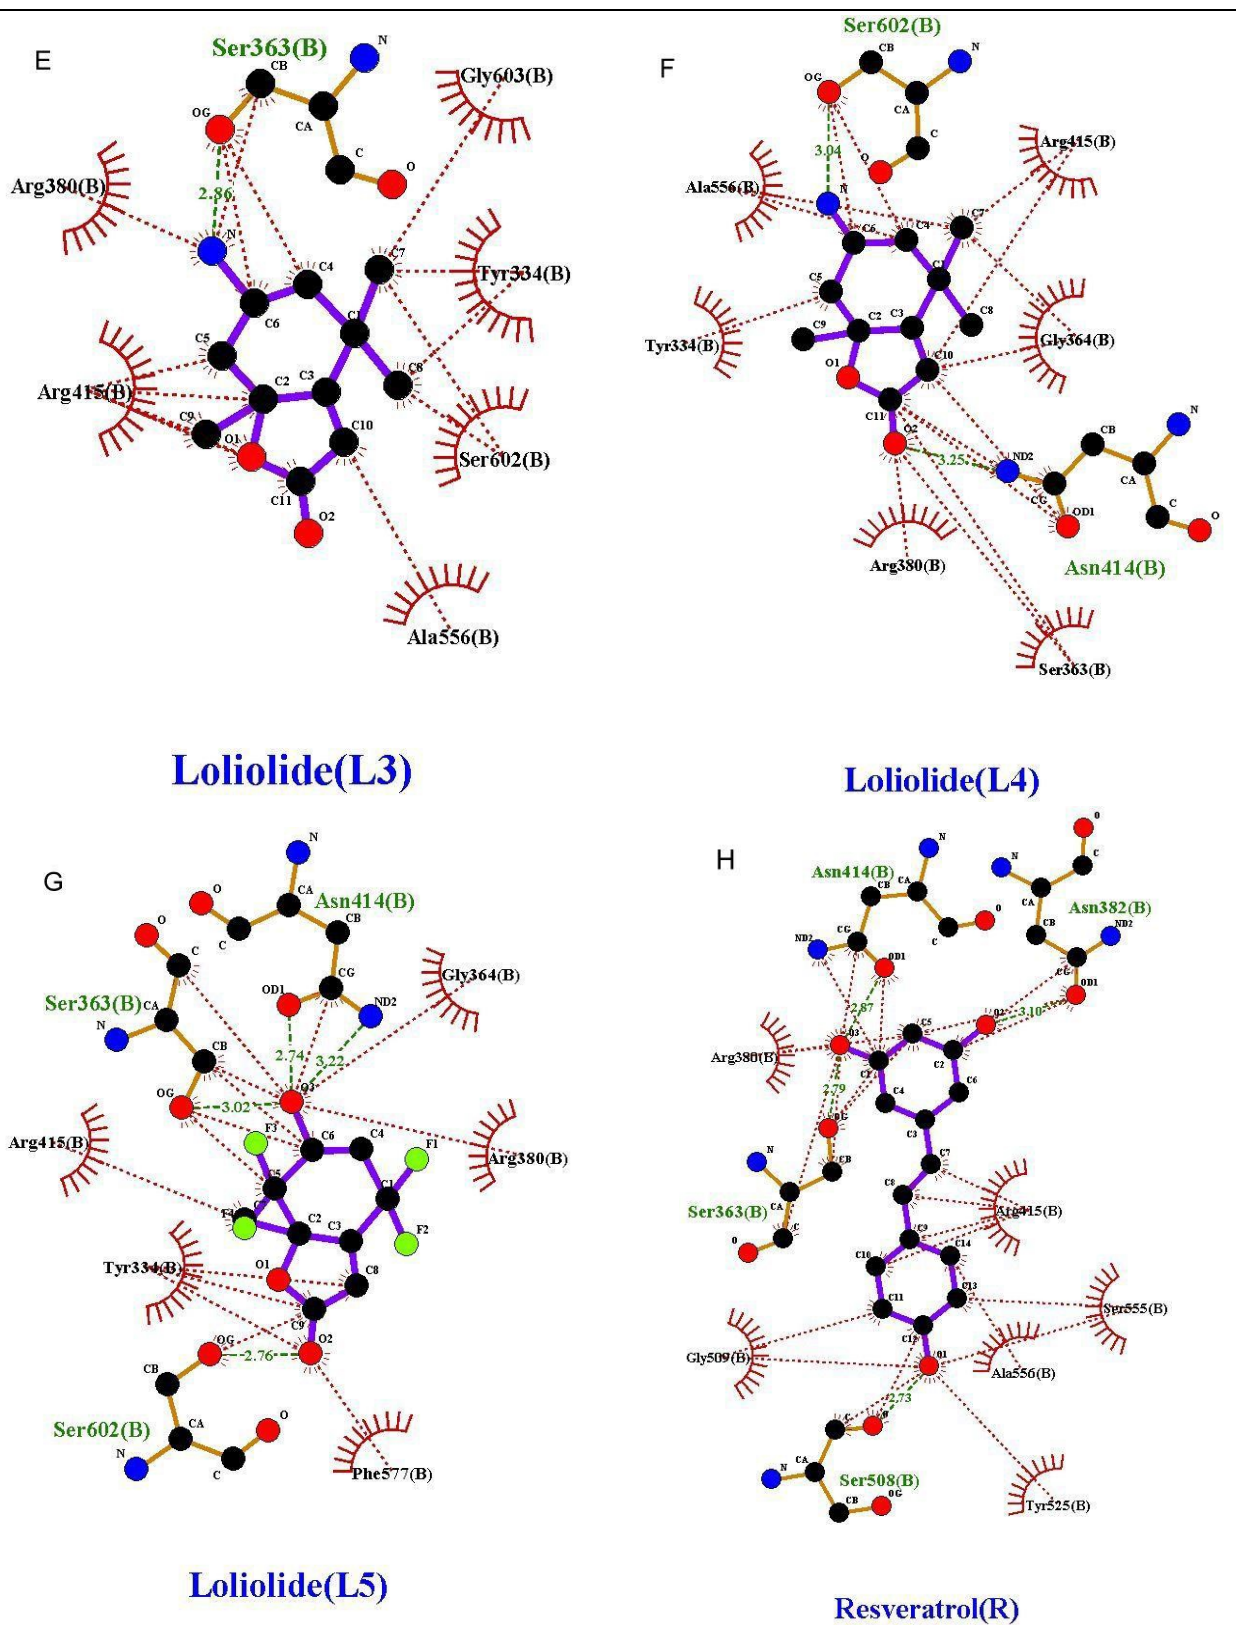 E
Ser363(B)
N
CB
OG
CA
C
O
Gly603(B)
Arg380(B)
2.86
N
C7
C4
Tyr334(B)
C6
C1
C5
C2
C3
C8
Arg415(B)
C9
O1
C10
Ser602(B)
C11
O2
Ala556(B)
Loliolide(L3)
F
Ser602(B)
CB
N
OG
CA
C
O
3.04
Arg415(B)
Ala556(B)
N
C7
C4
C6
C1
C5
C9
C2
C3
C8
Tyr334(B)
Gly364(B)
O1
C10
C11
O2
N
CB
ND2
3.25
CA
CG
C
O
OD1
Arg380(B)
Asn414(B)
Ser363(B)
Loliolide(L4)
G
N
O
CA
Asn414(B)
O
C
CB
C
CG
Gly364(B)
Ser363(B)
OD1
ND2
CA
N
CB
2.74
3.22
OG
3.02
O3
F3
C4
F1
Arg415(B)
C6
Arg380(B)
C5
C1
F4
C2
C3
F2
Tyr334(B)
O1
C8
C9
OG
2.76
O2
CB
Ser602(B)
CA
O
N
C
Phe577(B)
Loliolide(L5)
H
O
N
N
C
Asn414(B)
CA
CB
CA
Asn382(B)
O
C
CB
ND2
ND2
CG
OD1
CG
OD1
2.87
O2
3.10
O3
C5
Arg380(B)
C2
C6
C4
2.79
OG
C3
N
CB
C7
C8
CA
Ser363(B)
Arg415(B)
C
O
C9
C14
C10
C13
C11
Ser555(B)
C12
Gly509(B)
O1
Ala556(B)
2.73
C
O
CA
N
Ser508(B)
CB
OG
Tyr525(B)
Resveratrol(R)